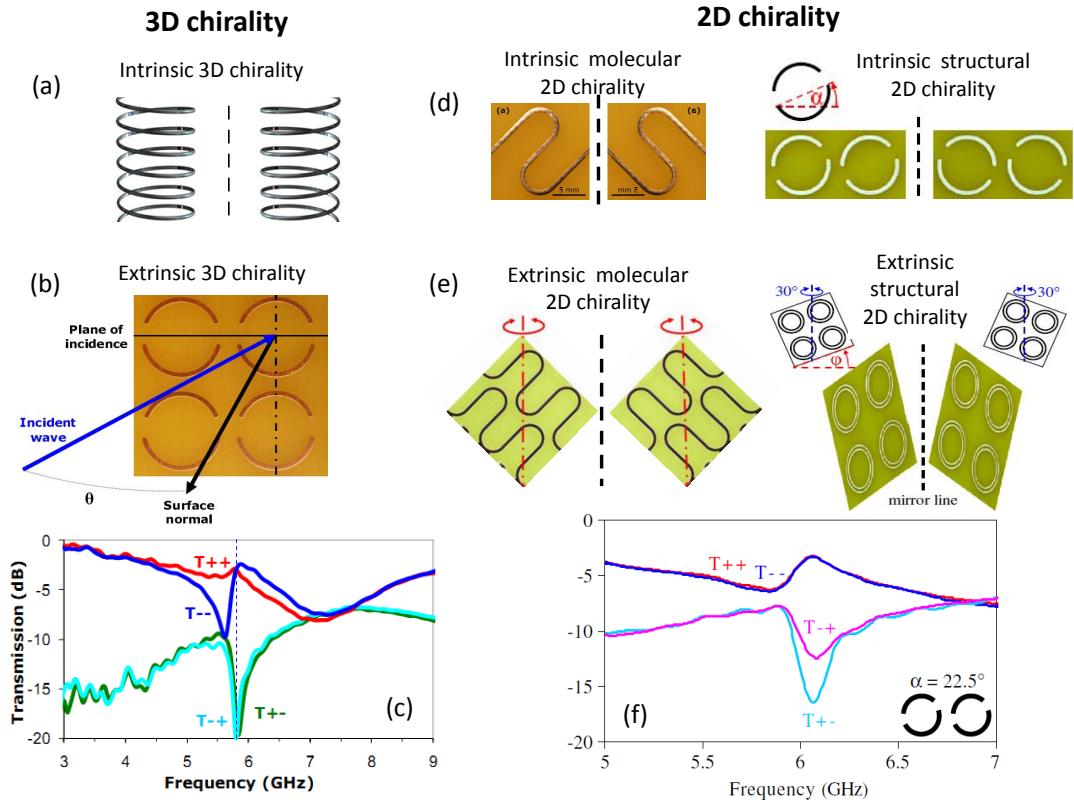 3D chirality
2D chirality
(a)
Intrinsic 3D chirality
(d)
Intrinsic molecular
2D chirality
(a)
(a)
5 mm
5 mm
Intrinsic structural
2D chirality
α
(b)
Extrinsic 3D chirality
Plane of
incidence
Incident
wave
θ
Surface
normal
(e)
Extrinsic molecular
2D chirality
Extrinsic
structural
2D chirality
30°
30°
φ
mirror line
0
-5
-10
-15
-20
Transmission (dB)
T++
T--
T-+
T+-
(c)
3 4 5 6 7 8 9
Frequency (GHz)
0
-5
-10
-15
-20
T++
T--
T-+
T+-
α = 22.5°
(f)
5 5.5 6 6.5 7
Frequency (GHz)